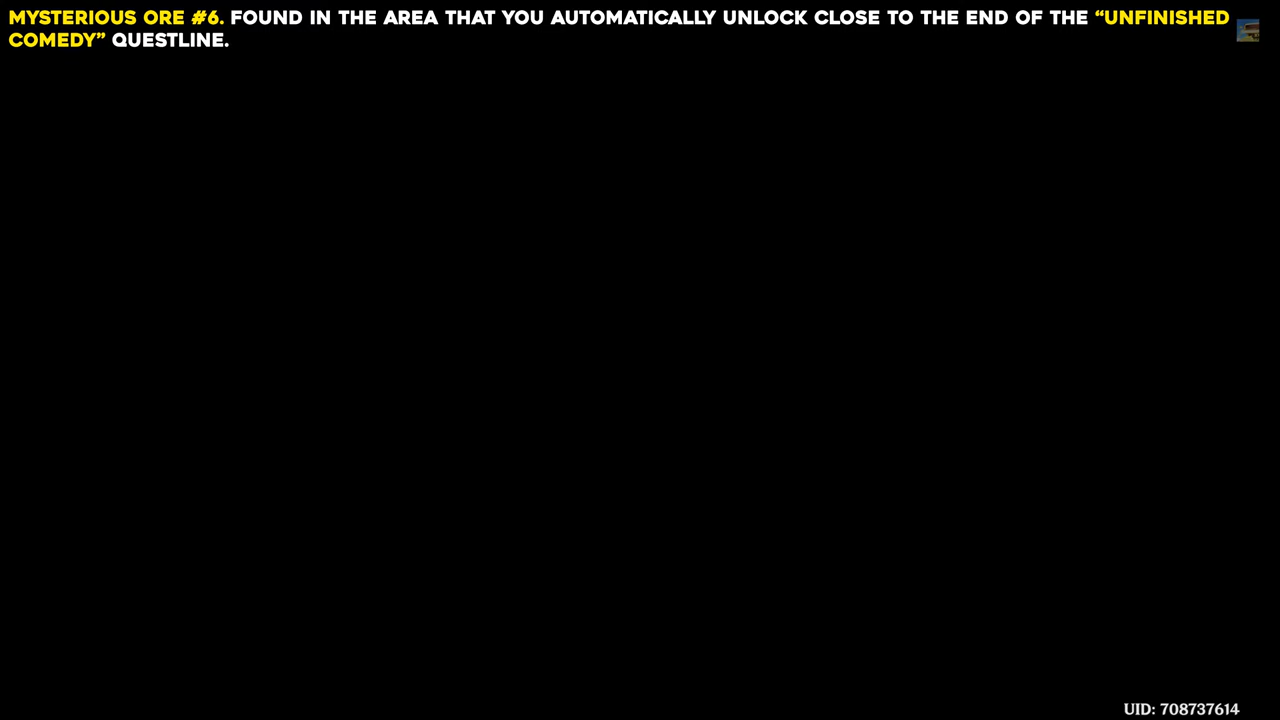 MYSTERIOUS ORE #6. FOUND IN THE AREA THAT YOU AUTOMATICALLY UNLOCK CLOSE TO THE END OF THE “UNFINISHED
COMEDY” QUESTLINE.
UID: 708737614